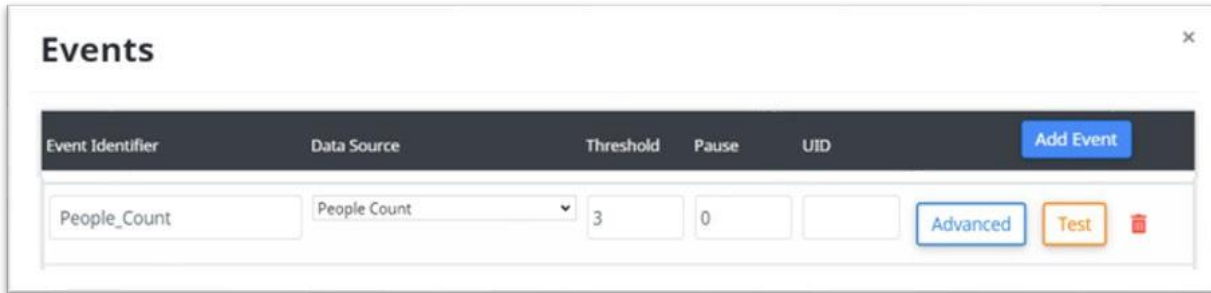 Events
×
Event Identifier Data Source Threshold Pause UID Add Event
People_Count People Count 3 0 Advanced Test